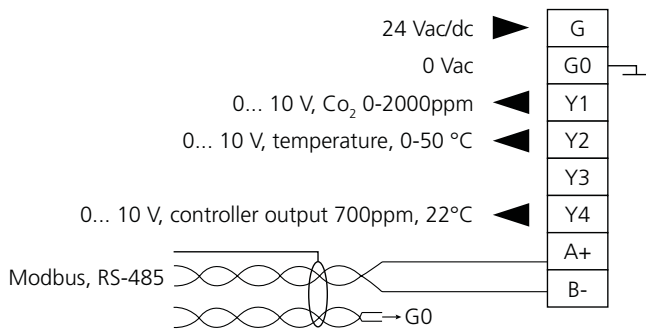 24 Vac/dc G
0 Vac G0
0... 10 V, Co₂ 0-2000ppm Y1
0... 10 V, temperature, 0-50 °C Y2
Y3
0... 10 V, controller output 700ppm, 22°C Y4
A+
Modbus, RS-485 B-
G0